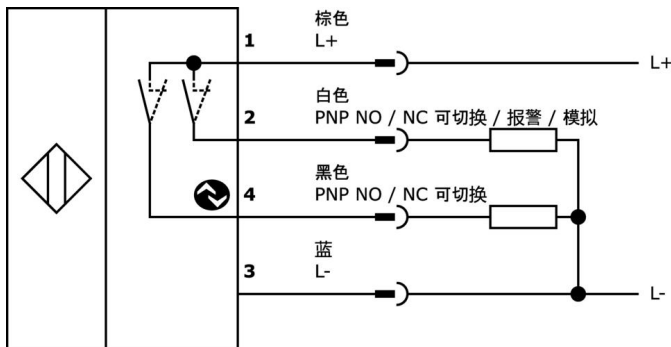 棕色
1 L+
L+
白色
2 PNP NO / NC 可切换 / 报警 / 模拟
黑色
4 PNP NO / NC 可切换
蓝
3 L-
L-